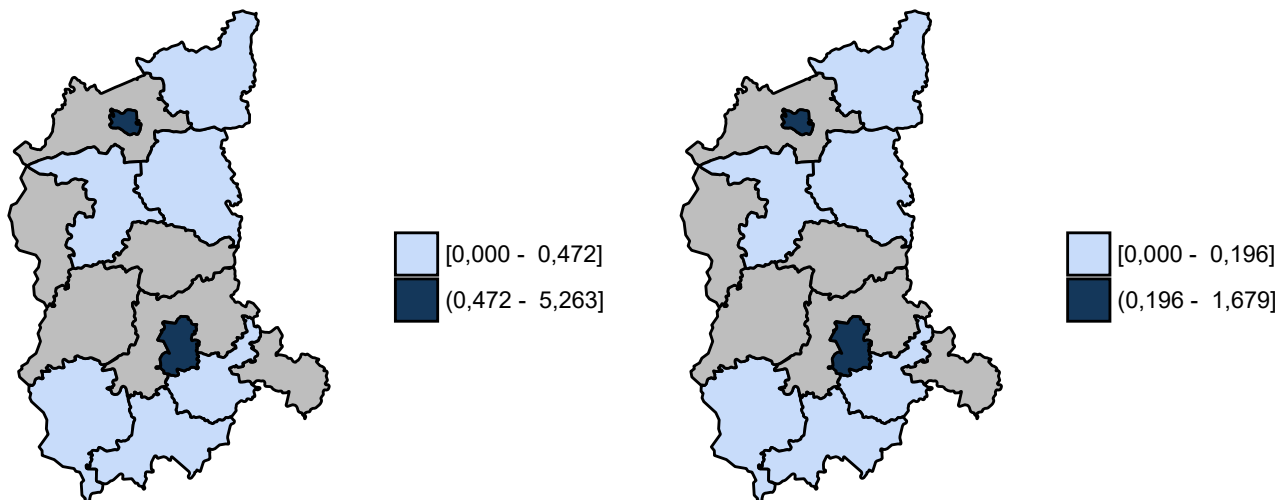 [0,000 - 0,472]
(0,472 - 5,263]
[0,000 - 0,196]
(0,196 - 1,679]